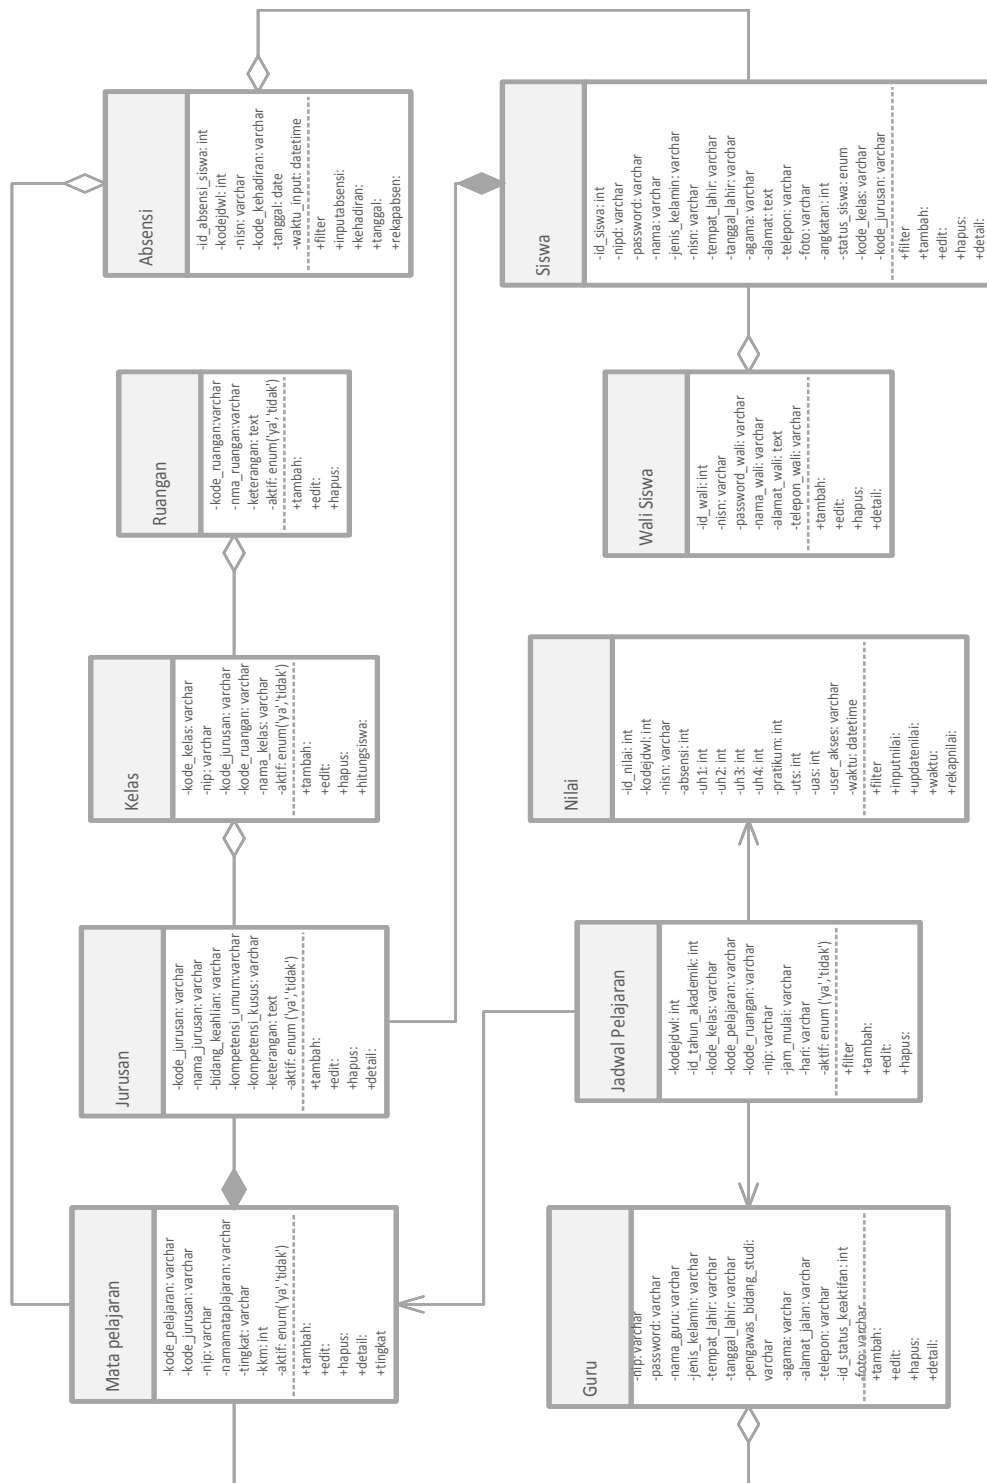 Mata pelajaran
-kode_pelajaran: varchar
-kode_jurusan: varchar
-nip: varchar
-namamataplajaran: varchar
-tingkat: varchar
-kkm: int
-aktif: enum('ya','tidak')
+tambah:
+edit:
+hapus:
+detail:
+tingkat
Jurusan
-kode_jurusan: varchar
-nama_jurusan: varchar
-bidang_keahlian: varchar
-kompetensi_umum:varchar
-kompetensi_kusus: varchar
-keterangan: text
-aktif: enum ('ya','tidak')
+tambah:
+edit:
+hapus:
+detail:
Kelas
-kode_kelas: varchar
-nip: varchar
-kode_jurusan: varchar
-kode_ruangan: varchar
-nama_kelas: varchar
-aktif: enum('ya','tidak')
+tambah:
+edit:
+hapus:
+hitungsiswa:
Ruangan
-kode_ruangan:varchar
-nma_ruangan:varchar
-keterangan: text
-aktif: enum('ya','tidak')
+tambah:
+edit:
+hapus:
Absensi
-id_absensi_siswa: int
-kodejdwl: int
-nisn: varchar
-kode_kehadiran: varchar
-tanggal: date
-waktu_input: datetime
+filter
+inputabsensi:
+kehadiran:
+tanggal:
+rekapabsen:
Guru
-nip: varchar
-password: varchar
-nama_guru: varchar
-jenis_kelamin: varchar
-tempat_lahir: varchar
-tanggal_lahir: varchar
-pengawas_bidang_studi:
varchar
-agama: varchar
-alamat_jalan: varchar
-telepon: varchar
-id_status_keaktifan: int
-foto: varchar
+tambah:
+edit:
+hapus:
+detail:
Jadwal Pelajaran
-kodejdwl: int
-id_tahun_akademik: int
-kode_kelas: varchar
-kode_pelajaran: varchar
-kode_ruangan: varchar
-nip: varchar
-jam_mulai: varchar
-hari: varchar
-aktif: enum ('ya','tidak')
+filter
+tambah:
+edit:
+hapus:
Nilai
-id_nilai: int
-kodejdwl: int
-nisn: varchar
-absensi: int
-uh1: int
-uh2: int
-uh3: int
-uh4: int
-pratikum: int
-uts: int
-uas: int
-user_akses: varchar
-waktu: datetime
+filter
+inputnilai:
+updatenilai:
+waktu:
+rekapnilai:
Wali Siswa
-id_wali: int
-nisn: varchar
-password_wali: varchar
-nama_wali: varchar
-alamat_wali: text
-telepon_wali: varchar
+tambah:
+edit:
+hapus:
+detail:
Siswa
-id_siswa: int
-nipd: varchar
-password: varchar
-nama: varchar
-jenis_kelamin: varchar
-nisn: varchar
-tempat_lahir: varchar
-tanggal_lahir: varchar
-agama: varchar
-alamat: text
-telepon: varchar
-foto: varchar
-angkatan: int
-status_siswa: enum
-kode_kelas: varchar
-kode_jurusan: varchar
+filter
+tambah:
+edit:
+hapus:
+detail: